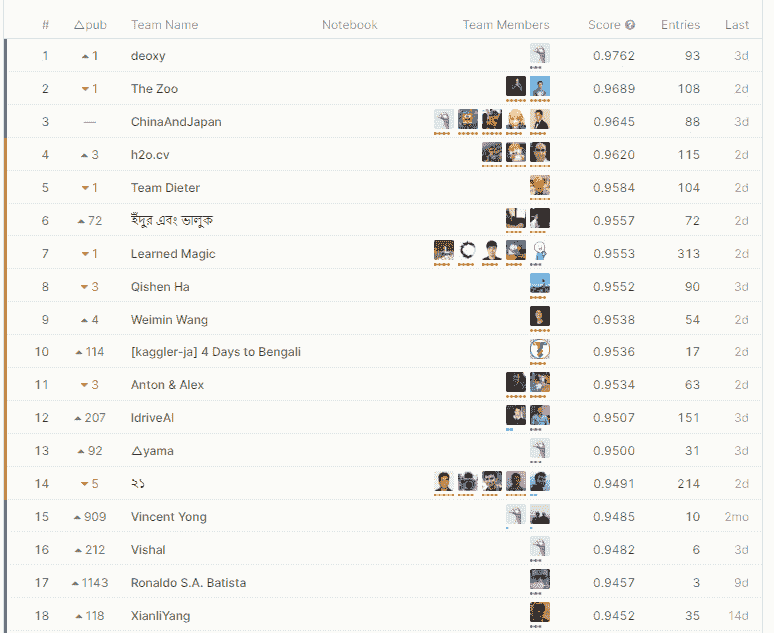 # △pub Team Name Notebook Team Members Score Entries Last
1 1 deoxy 0.9762 93 3d
2 1 The Zoo 0.9689 108 2d
3 — ChinaAndJapan 0.9645 88 3d
4 3 h2o.cv 0.9620 115 2d
5 1 Team Dieter 0.9584 104 2d
6 72 ইঁদুর এবং ভালুক 0.9557 72 2d
7 1 Learned Magic 0.9553 313 2d
8 3 Qishen Ha 0.9552 90 3d
9 4 Weimin Wang 0.9538 54 2d
10 114 [kaggler-ja] 4 Days to Bengali 0.9536 17 2d
11 3 Anton & Alex 0.9534 63 2d
12 207 IdriveAI 0.9507 151 3d
13 92 △yama 0.9500 31 3d
14 5 ২১ 0.9491 214 2d
15 909 Vincent Yong 0.9485 10 2mo
16 212 Vishal 0.9482 6 3d
17 1143 Ronaldo S.A. Batista 0.9457 3 9d
18 118 XianliYang 0.9452 35 14d